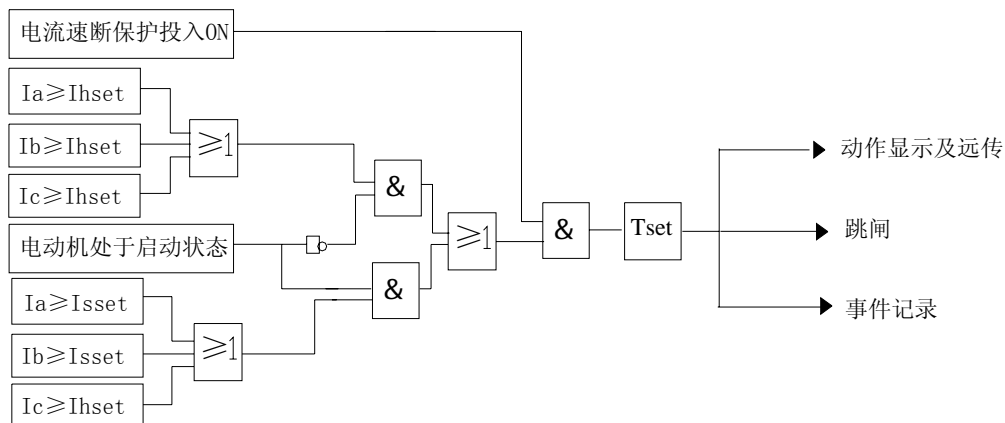 电流速断保护投入ON
Ia≥Ihset
Ib≥Ihset
Ic≥Ihset
≥1
&
电动机处于启动状态
≥1
&
Tset
&
Ia≥Isset
Ib≥Isset
Ic≥Ihset
≥1
动作显示及远传
跳闸
事件记录